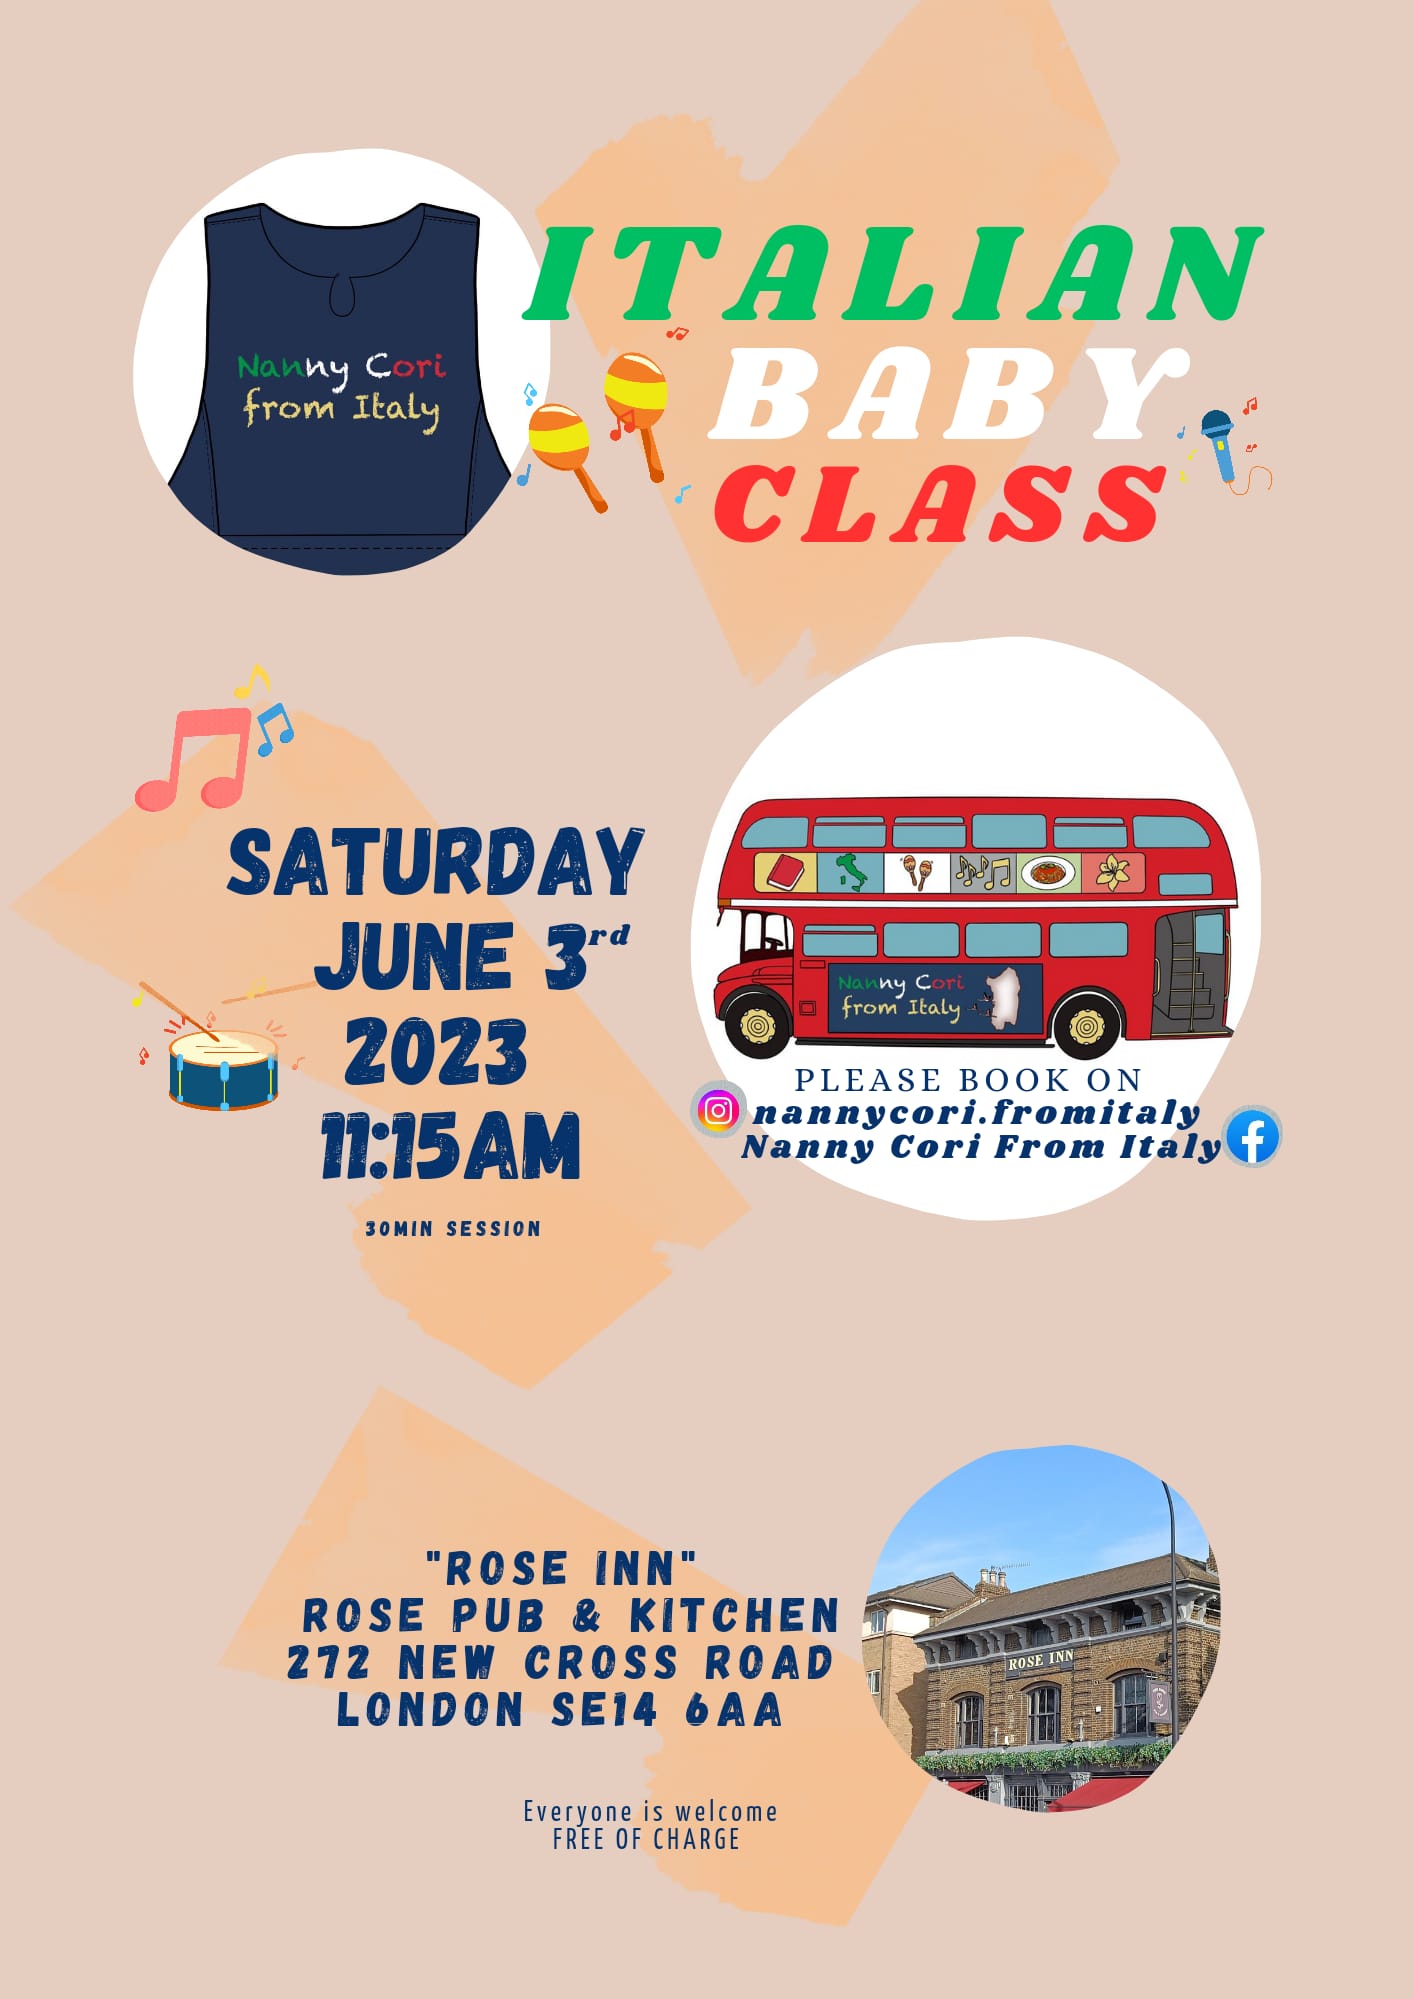 Nanny Cori
from Italy
ITALIAN
BABY
CLASS
SATURDAY
JUNE 3rd
2023
11:15AM
30MIN SESSION
Nanny Cori
from Italy
PLEASE BOOK ON
nannycori.fromitaly
Nanny Cori From Italy
"ROSE INN"
ROSE PUB & KITCHEN
272 NEW CROSS ROAD
LONDON SE14 6AA
ROSE INN
Everyone is welcome
FREE OF CHARGE